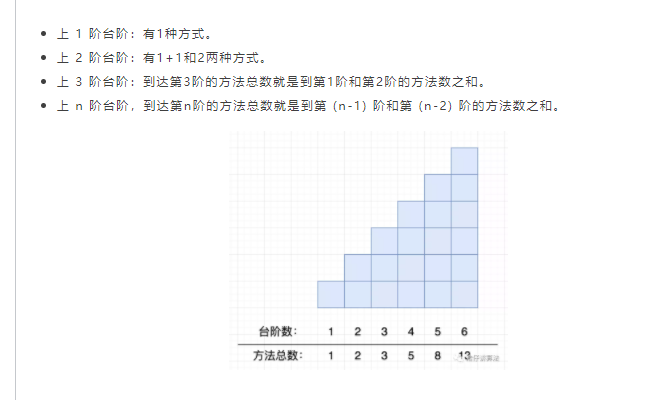 上 1 阶台阶：有1种方式。
上 2 阶台阶：有1+1和2两种方式。
上 3 阶台阶：到达第3阶的方法总数就是到第1阶和第2阶的方法数之和。
上 n 阶台阶，到达第n阶的方法总数就是到第 (n-1) 阶和第 (n-2) 阶的方法数之和。
台阶数： 1 2 3 4 5 6
方法总数： 1 2 3 5 8 13